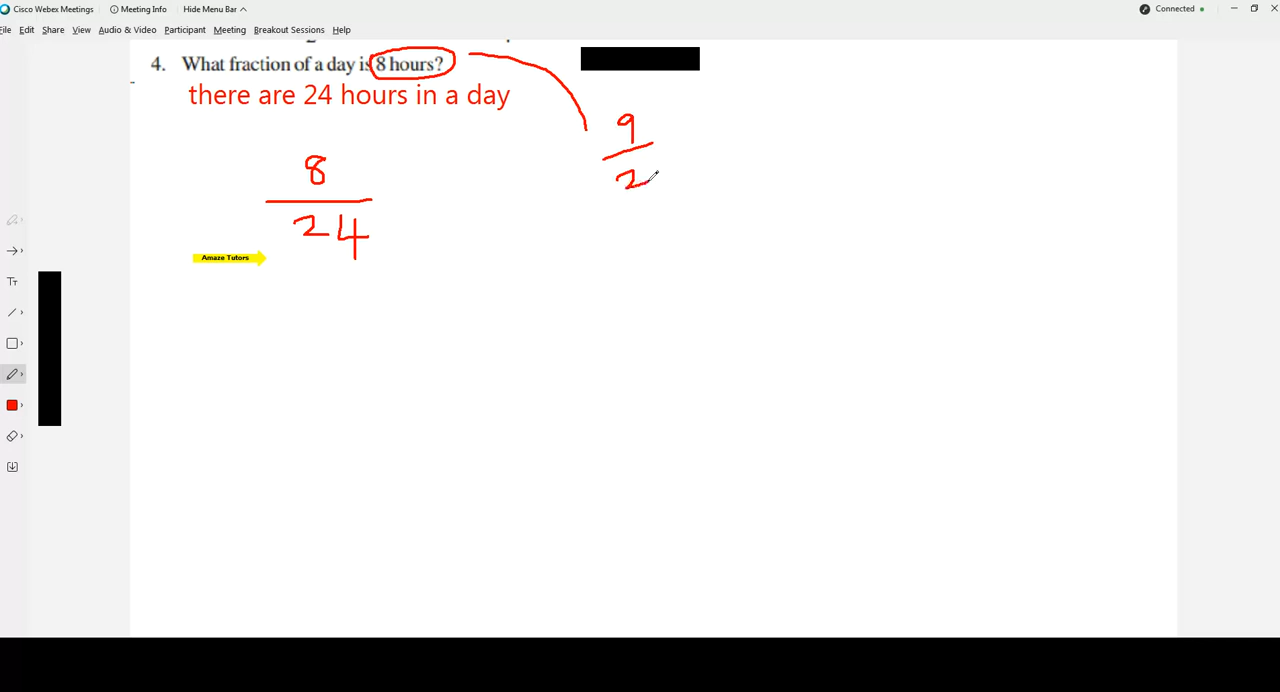 Cisco Webex Meetings Meeting Info Hide Menu Bar Connected
File Edit Share View Audio & Video Participant Meeting Breakout Sessions Help
4. What fraction of a day is 8 hours?
there are 24 hours in a day
9
2
8
24
Amaze Tutors
Tт